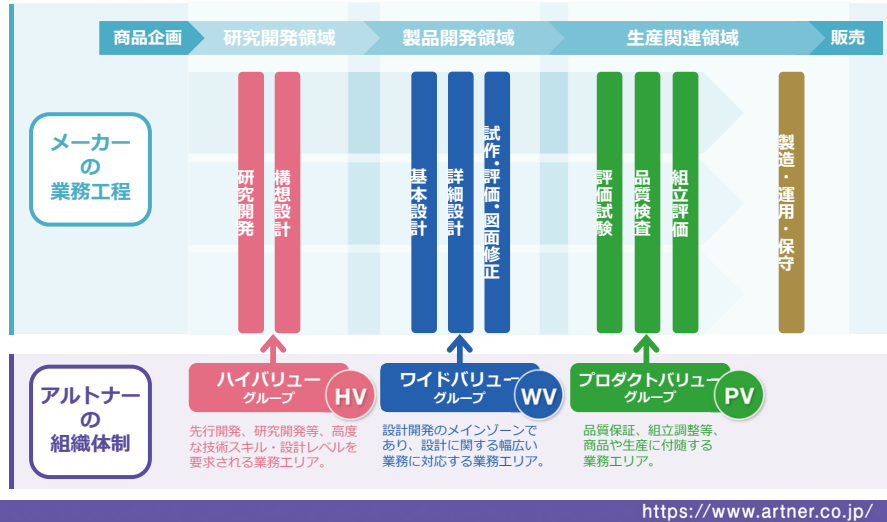 商品企画
研究開発領域
製品開発領域
生産関連領域
販売
メーカー
の
業務工程
研究開発
構想設計
基本設計
詳細設計
試作・評価・図面修正
評価試験
品質検査
組立評価
製造・運用・保守
アルトナー
の
組織体制
ハイバリュー
グループ
HV
先行開発、研究開発等、高度
な技術スキル・設計レベルを
要求される業務エリア。
ワイドバリュー
グループ
WV
設計開発のメインゾーンで
あり、設計に関する幅広い
業務に対応する業務エリア。
プロダクトバリュー
グループ
PV
品質保証、組立調整等、
商品や生産に付随する
業務エリア。
https://www.artner.co.jp/